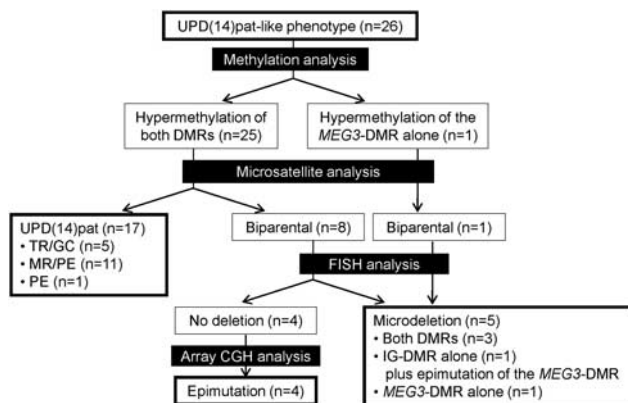 UPD(14)pat-like phenotype (n=26)
Methylation analysis
Hypermethylation of
both DMRs (n=25)
Hypermethylation of the
MEG3-DMR alone (n=1)
Microsatellite analysis
UPD(14)pat (n=17)
• TR/GC (n=5)
• MR/PE (n=11)
• PE (n=1)
Biparental (n=8)
Biparental (n=1)
FISH analysis
No deletion (n=4)
Array CGH analysis
Epimutation (n=4)
Microdeletion (n=5)
• Both DMRs (n=3)
• IG-DMR alone (n=1)
plus epimutation of the MEG3-DMR
• MEG3-DMR alone (n=1)